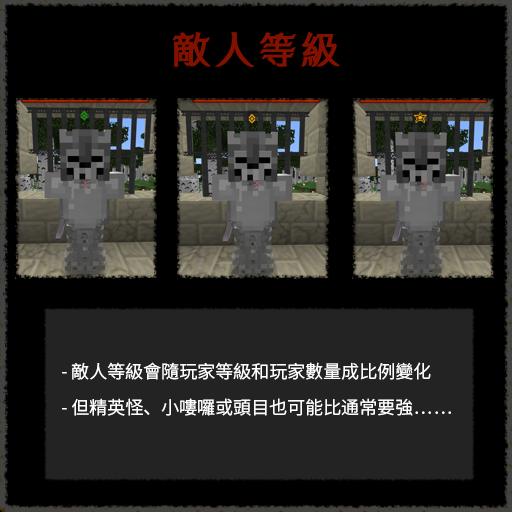 敵人等級
- 敵人等級會隨玩家等級和玩家數量成比例變化
- 但精英怪、小嘍囉或頭目也可能比通常要強……